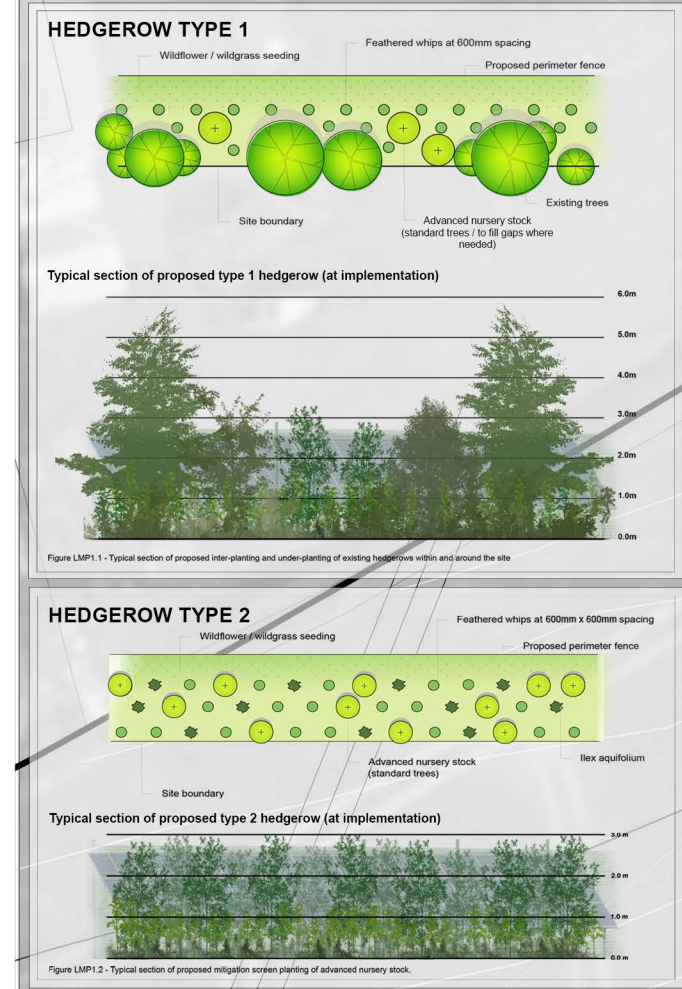 HEDGEROW TYPE 1
Feathered whips at 600mm spacing
Wildflower / wildgrass seeding
Proposed perimeter fence
Existing trees
Site boundary
Advanced nursery stock
(standard trees / to fill gaps where
needed)
Typical section of proposed type 1 hedgerow (at implementation)
6.0m
5.0m
4.0m
3.0m
2.0m
1.0m
0.0m
Figure LMP1.1 - Typical section of proposed inter-planting and under-planting of existing hedgerows within and around the site
HEDGEROW TYPE 2
Feathered whips at 600mm x 600mm spacing
Wildflower / wildgrass seeding
Proposed perimeter fence
Ilex aquifolium
Advanced nursery stock
(standard trees)
Site boundary
Typical section of proposed type 2 hedgerow (at implementation)
3.0 m
2.0 m
1.0 m
0.0 m
Figure LMP1.2 - Typical section of proposed mitigation screen planting of advanced nursery stock.